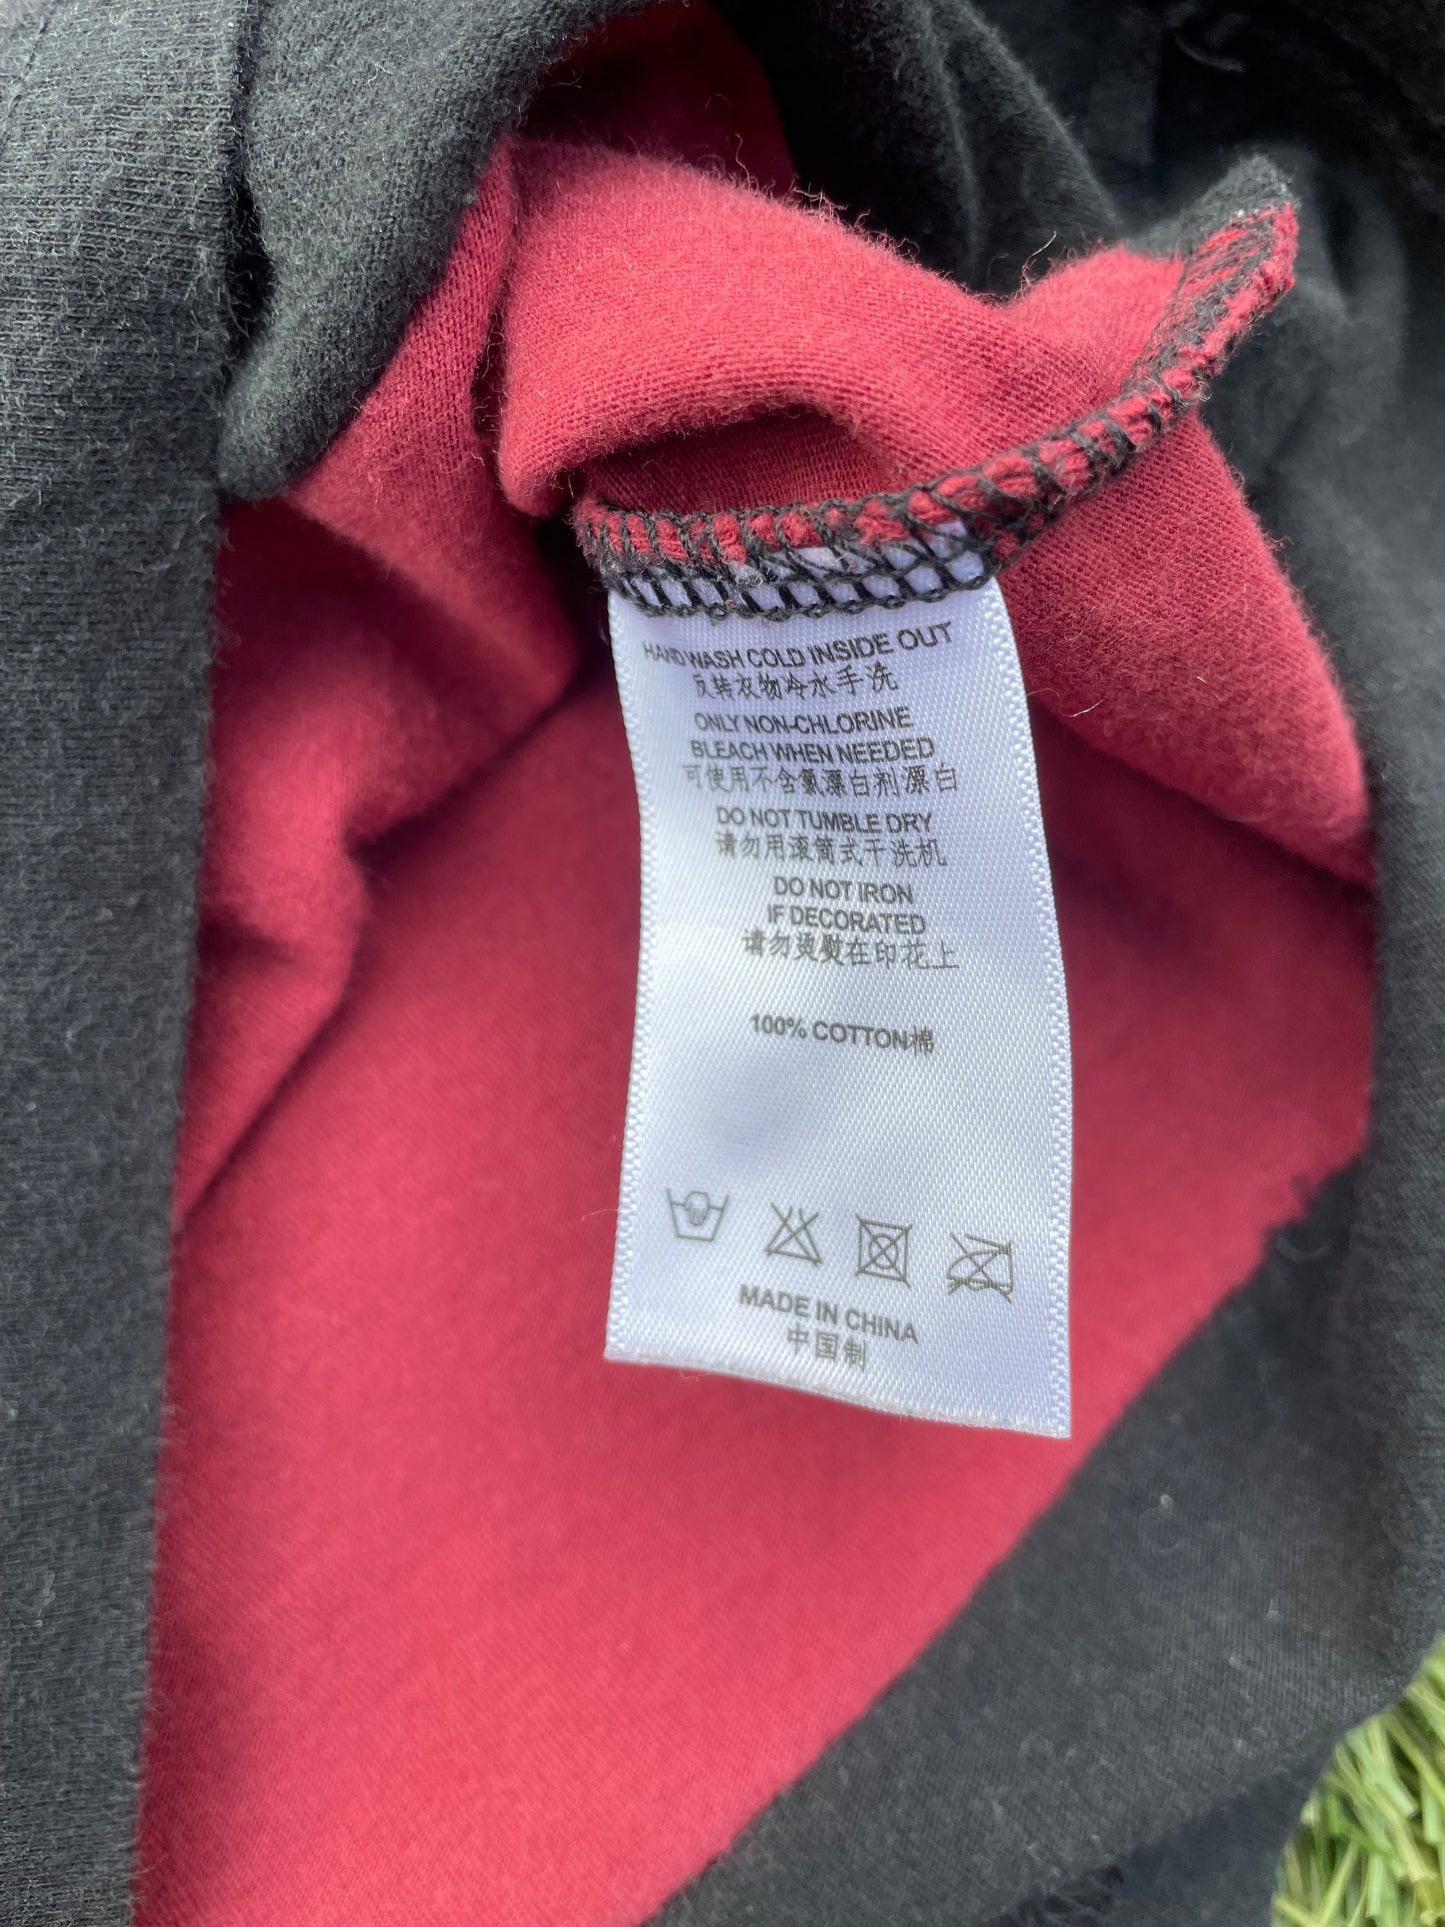 HAND WASH COLD INSIDE OUT
反转衣物冷水手洗
ONLY NON-CHLORINE
BLEACH WHEN NEEDED
可使用不含氯漂白剂漂白
DO NOT TUMBLE DRY
请勿用滚筒式干洗机
DO NOT IRON
IF DECORATED
请勿烫熨在印花上
100% COTTON棉
MADE IN CHINA
中国制